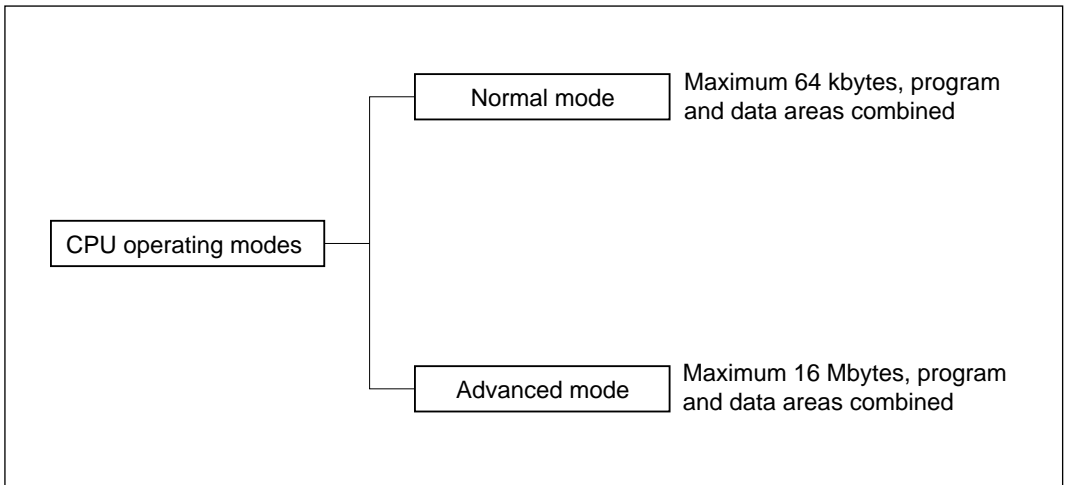 Normal mode
Maximum 64 kbytes, program
and data areas combined
CPU operating modes
Advanced mode
Maximum 16 Mbytes, program
and data areas combined